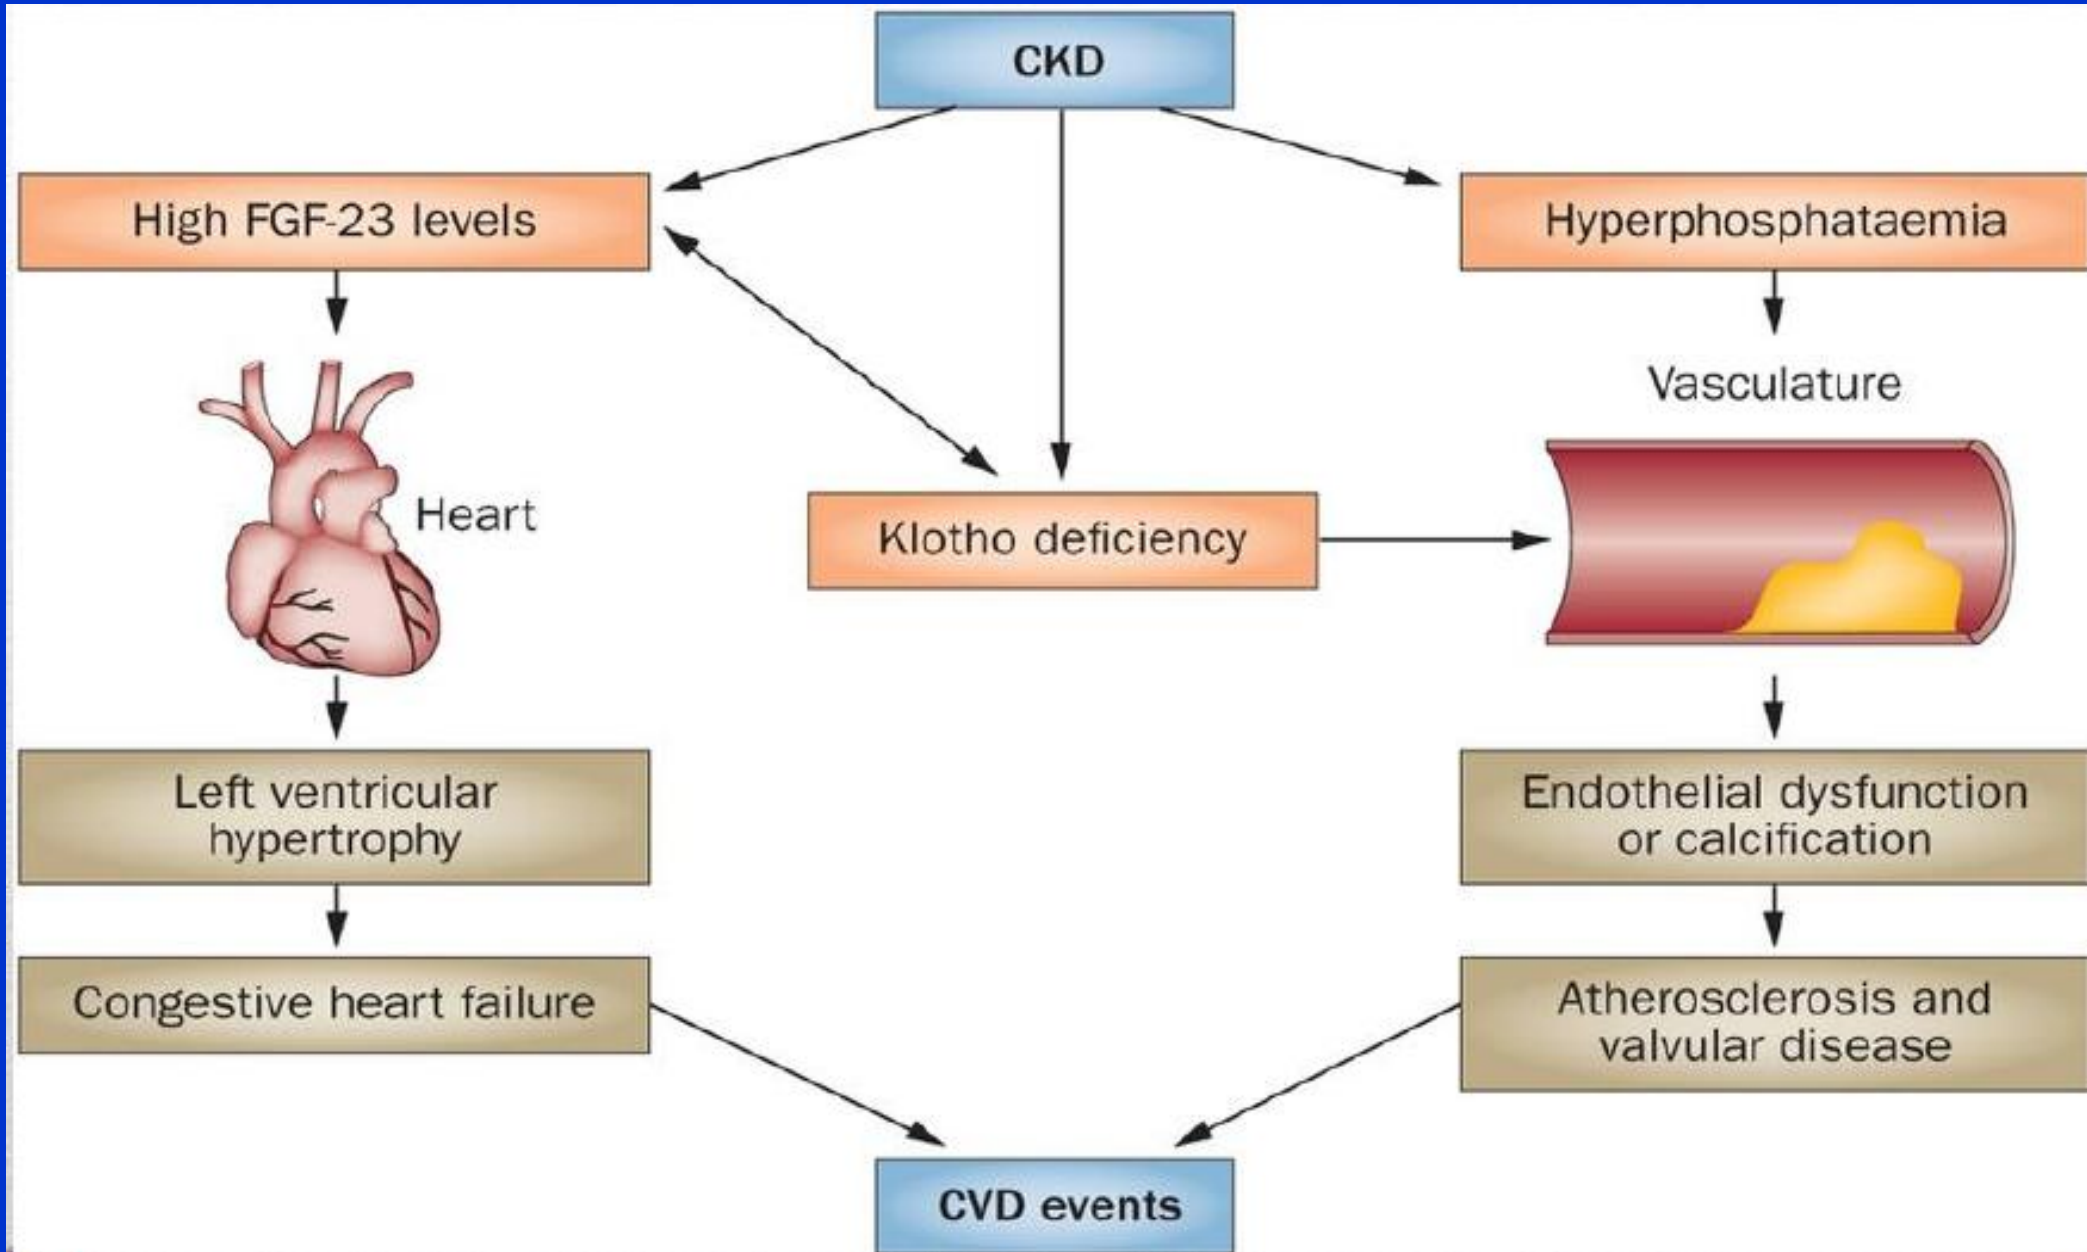 CKD
High FGF-23 levels
Hyperphosphataemia
Vasculature
Heart
Klotho deficiency
Left ventricular
hypertrophy
Endothelial dysfunction
or calcification
Congestive heart failure
Atherosclerosis and
valvular disease
CVD events